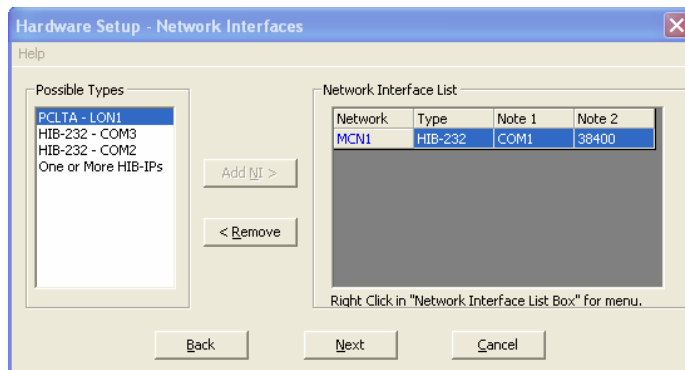 Hardware Setup - Network Interfaces
Help
Possible Types
PCLTA - LON1
HIB-232 - COM3
HIB-232 - COM2
One or More HIB-IPs
Add NI >
< Remove
Network Interface List
Network Type Note 1 Note 2
MCN1 HIB-232 COM1 38400
Right Click in "Network Interface List Box" for menu.
Back Next Cancel